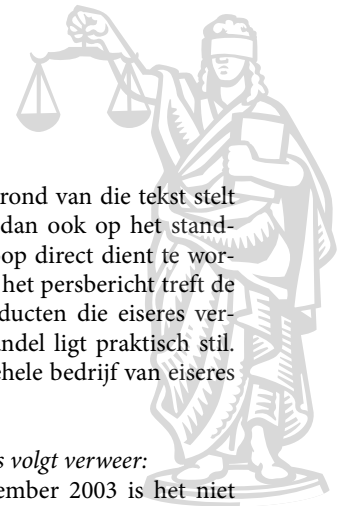 rond van die tekst stelt
dan ook op het stand-
op direct dient te wor-
het persbericht treft de
ducten die eiseres ver-
ndel ligt praktisch stil.
ehele bedrijf van eiseres
s volgt verweer:
ember 2003 is het niet